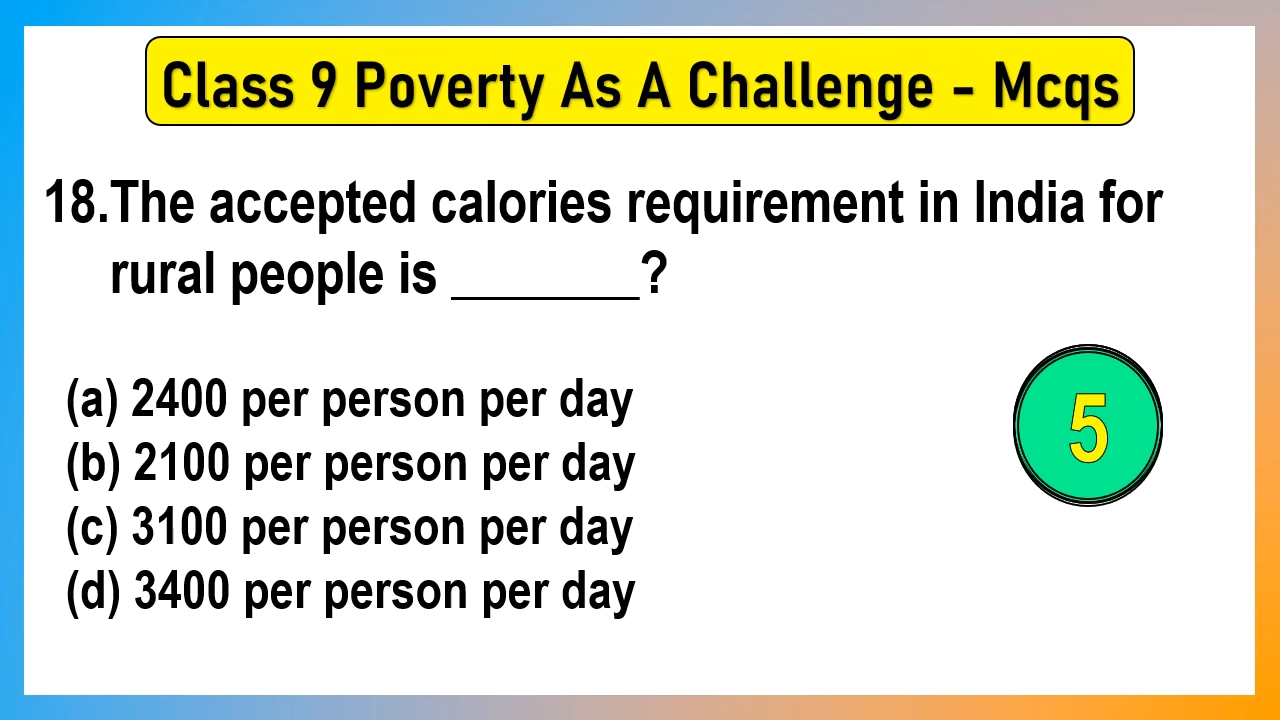 Class 9 Poverty As A Challenge - Mcqs
18.The accepted calories requirement in India for
rural people is _______?
(a) 2400 per person per day
(b) 2100 per person per day
(c) 3100 per person per day
(d) 3400 per person per day
5